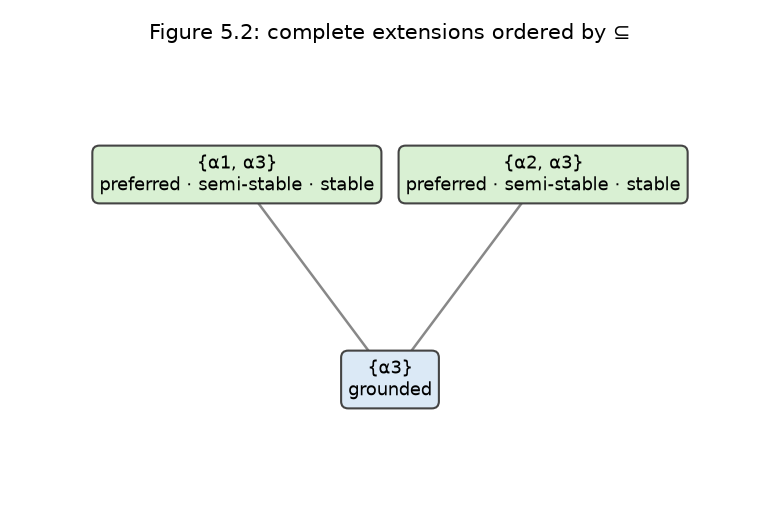 Figure 5.2: complete extensions ordered by ⊆
{α1, α3}
preferred · semi-stable · stable
{α2, α3}
preferred · semi-stable · stable
{α3}
grounded